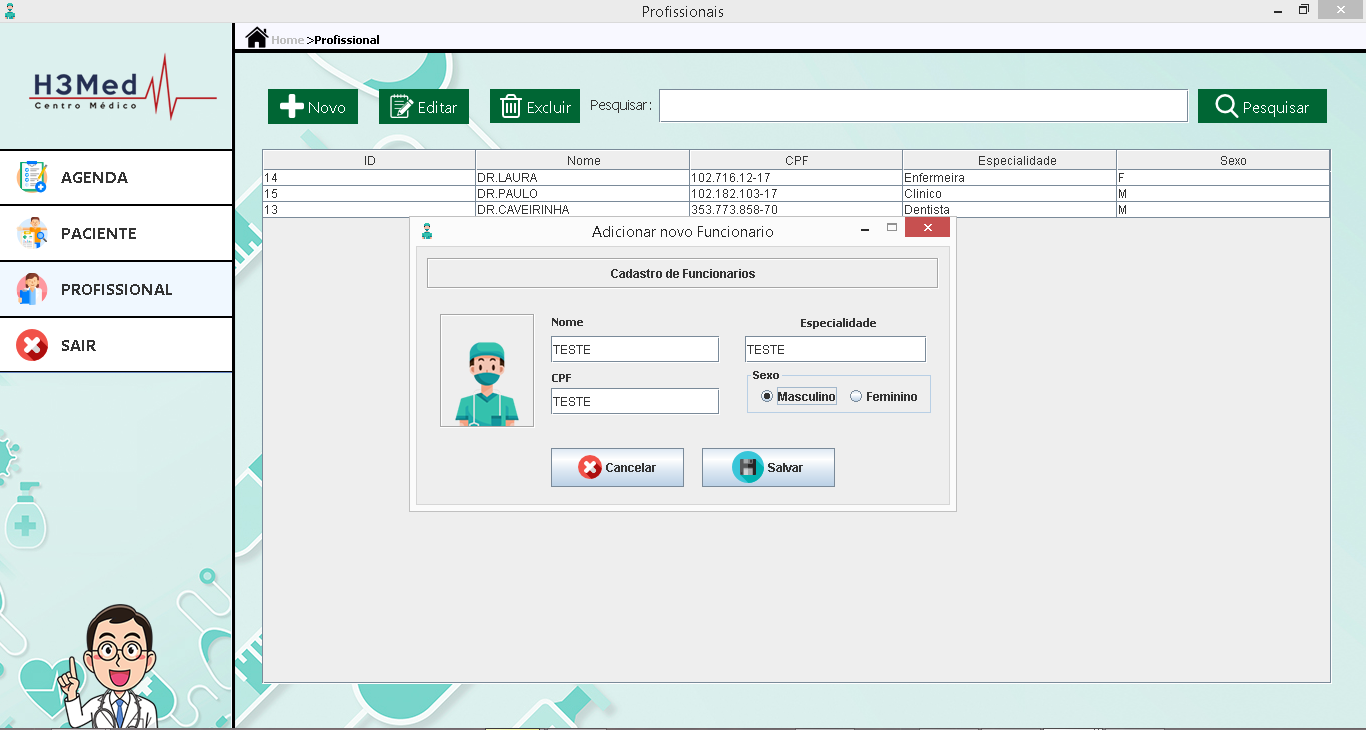 Profissionais
Home >Profissional
H3Med
Centro Médico
AGENDA
PACIENTE
PROFISSIONAL
SAIR
Novo
Editar
Excluir
Pesquisar:
Pesquisar
ID Nome CPF Especialidade Sexo
14 DR.LAURA 102.716.12-17 Enfermeira F
15 DR.PAULO 102.182.103-17 Clinico M
13 DR.CAVEIRINHA 353.773.858-70 Dentista M
Adicionar novo Funcionario
Cadastro de Funcionarios
Nome
Especialidade
TESTE
TESTE
CPF
Sexo
TESTE
Masculino
Feminino
Cancelar
Salvar